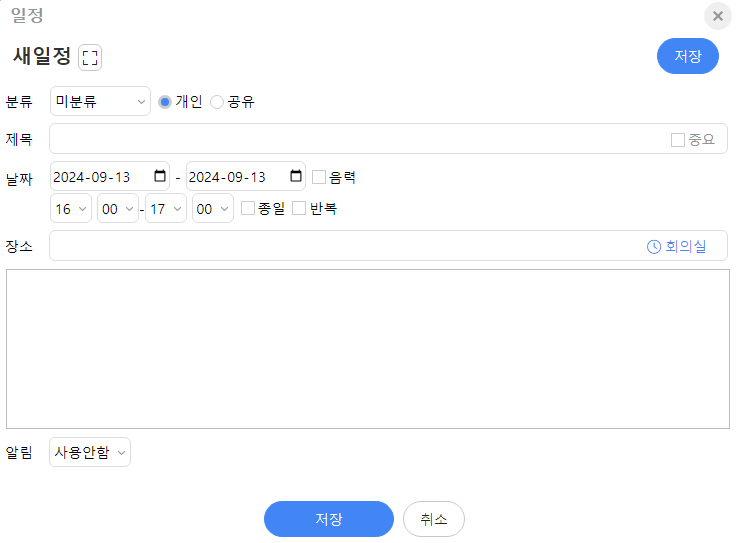 일정
새일정
저장
분류 미분류 개인 공유
제목 중요
날짜 2024-09-13 - 2024-09-13 음력
16 00 - 17 00 종일 반복
장소 회의실
알림 사용안함
저장 취소